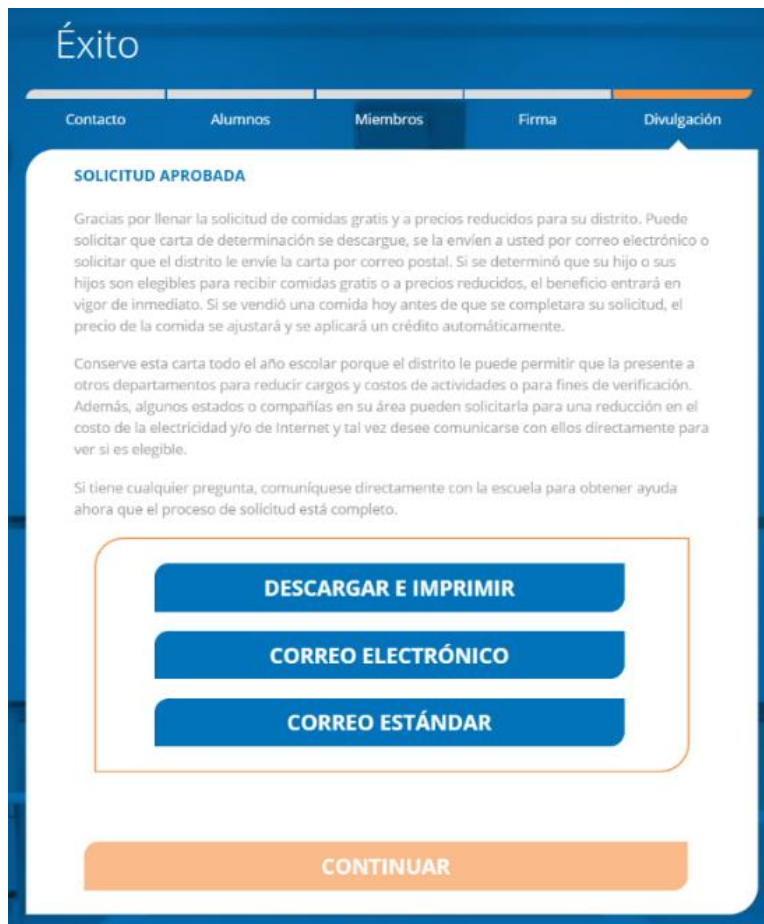 Éxito
Contacto Alumnos Miembros Firma Divulgación
SOLICITUD APROBADA
Gracias por llenar la solicitud de comidas gratis y a precios reducidos para su distrito. Puede
solicitar que carta de determinación se descargue, se la envíen a usted por correo electrónico o
solicitar que el distrito le envíe la carta por correo postal. Si se determinó que su hijo o sus
hijos son elegibles para recibir comidas gratis o a precios reducidos, el beneficio entrará en
vigor de inmediato. Si se vendió una comida hoy antes de que se completara su solicitud, el
precio de la comida se ajustará y se aplicará un crédito automáticamente.
Conserve esta carta todo el año escolar porque el distrito le puede permitir que la presente a
otros departamentos para reducir cargos y costos de actividades o para fines de verificación.
Además, algunos estados o compañías en su área pueden solicitarla para una reducción en el
costo de la electricidad y/o de Internet y tal vez desee comunicarse con ellos directamente para
ver si es elegible.
Si tiene cualquier pregunta, comuníquese directamente con la escuela para obtener ayuda
ahora que el proceso de solicitud está completo.
DESCARGAR E IMPRIMIR
CORREO ELECTRÓNICO
CORREO ESTÁNDAR
CONTINUAR